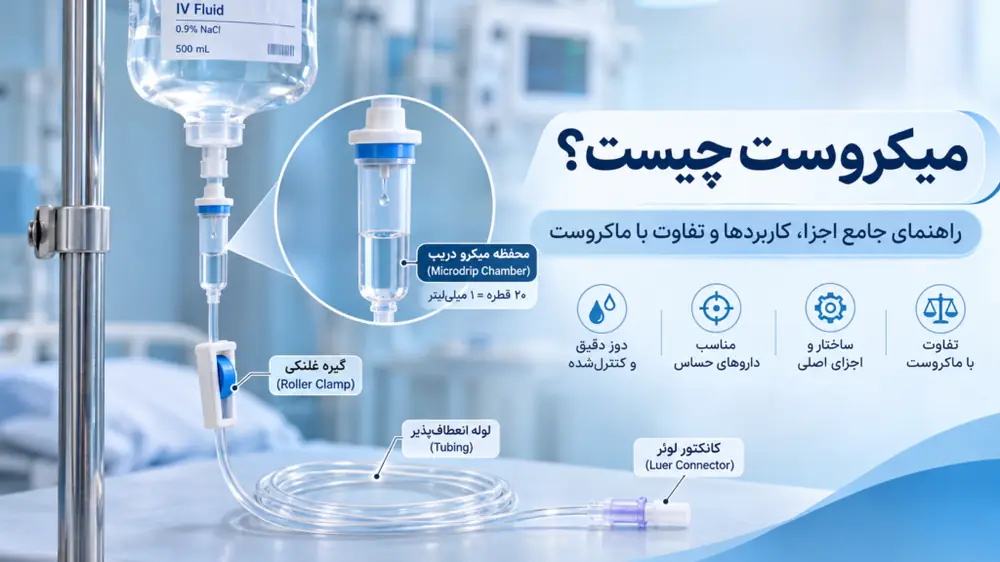 IV Fluid
0.9% NaCl
500 mL
میکروست چیست؟
راهنمای جامع اجزا، کاربردها و تفاوت با ماکروست
محفظه میکرو دریپ
(Microdrip Chamber)
۲۰ قطره = ۱ میلی‌لیتر
تفاوت
با ماکروست
ساختار و
اجزای اصلی
مناسب
داروهای حساس
دوز دقیق
و کنترل‌شده
گیره غلتکی
(Roller Clamp)
لوله انعطاف‌پذیر
(Tubing)
کانکتور لوئر
(Luer Connector)